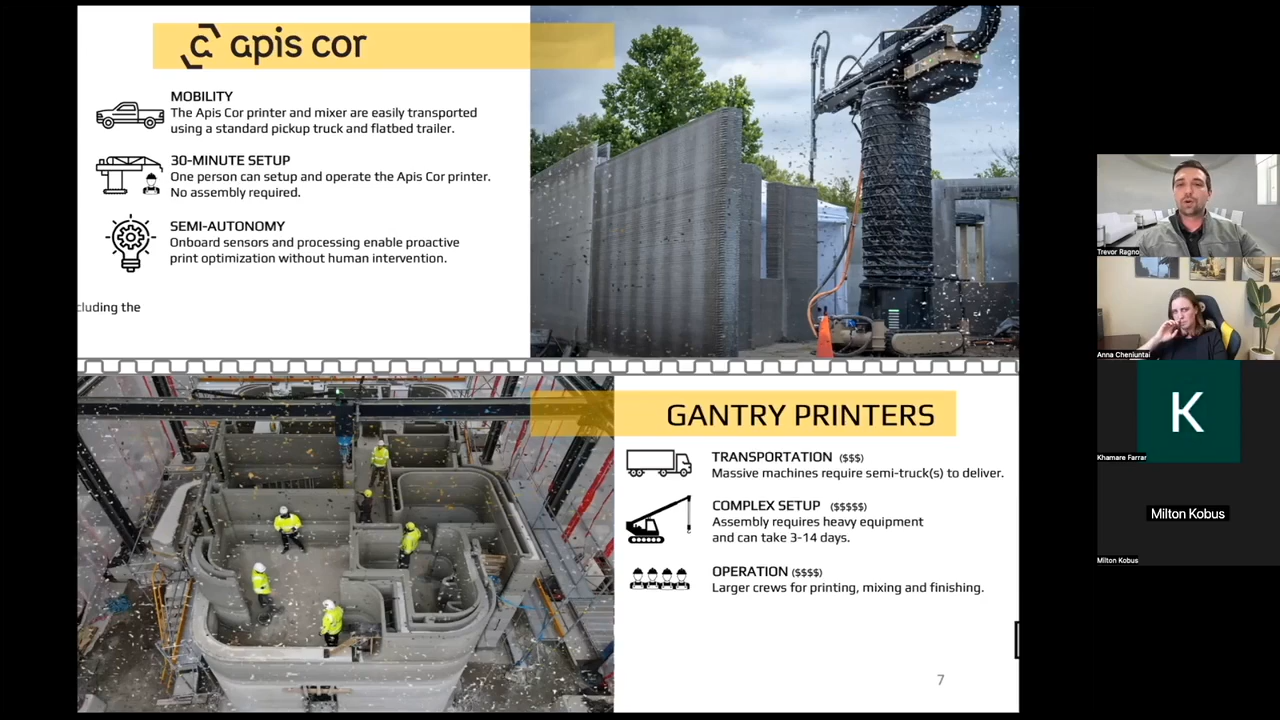 apis cor
MOBILITY
The Apis Cor printer and mixer are easily transported
using a standard pickup truck and flatbed trailer.
30-MINUTE SETUP
One person can setup and operate the Apis Cor printer.
No assembly required.
SEMI-AUTONOMY
Onboard sensors and processing enable proactive
print optimization without human intervention.
cluding the
GANTRY PRINTERS
TRANSPORTATION ($$$)
Massive machines require semi-truck(s) to deliver.
COMPLEX SETUP ($$$$$)
Assembly requires heavy equipment
and can take 3-14 days.
OPERATION ($$$$)
Larger crews for printing, mixing and finishing.
7
Trevor Ragno
Anna Cheniuntai
K
Khamare Farrar
Milton Kobus
Milton Kobus